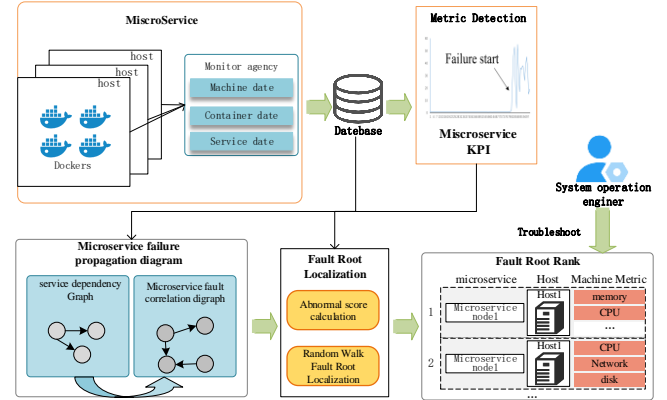 MiscroService
host
host
host
Dockers
Monitor agency
Machine date
Container date
Service date
Datebase
Metric Detection
Failure start
Miscroservice
KPI
System operation
enginer
Troubleshoot
Microservice failure
propagation diagram
service dependency
Graph
Microservice fault
correlation digraph
Fault Root
Localization
Abnormal score
calculation
Random Walk
Fault Root
Localization
Fault Root Rank
microservice Host Machine Metric
1
Microservice
node1
Host1
memory
CPU
...
2
Microservice
node1
Host1
CPU
Network
disk
...